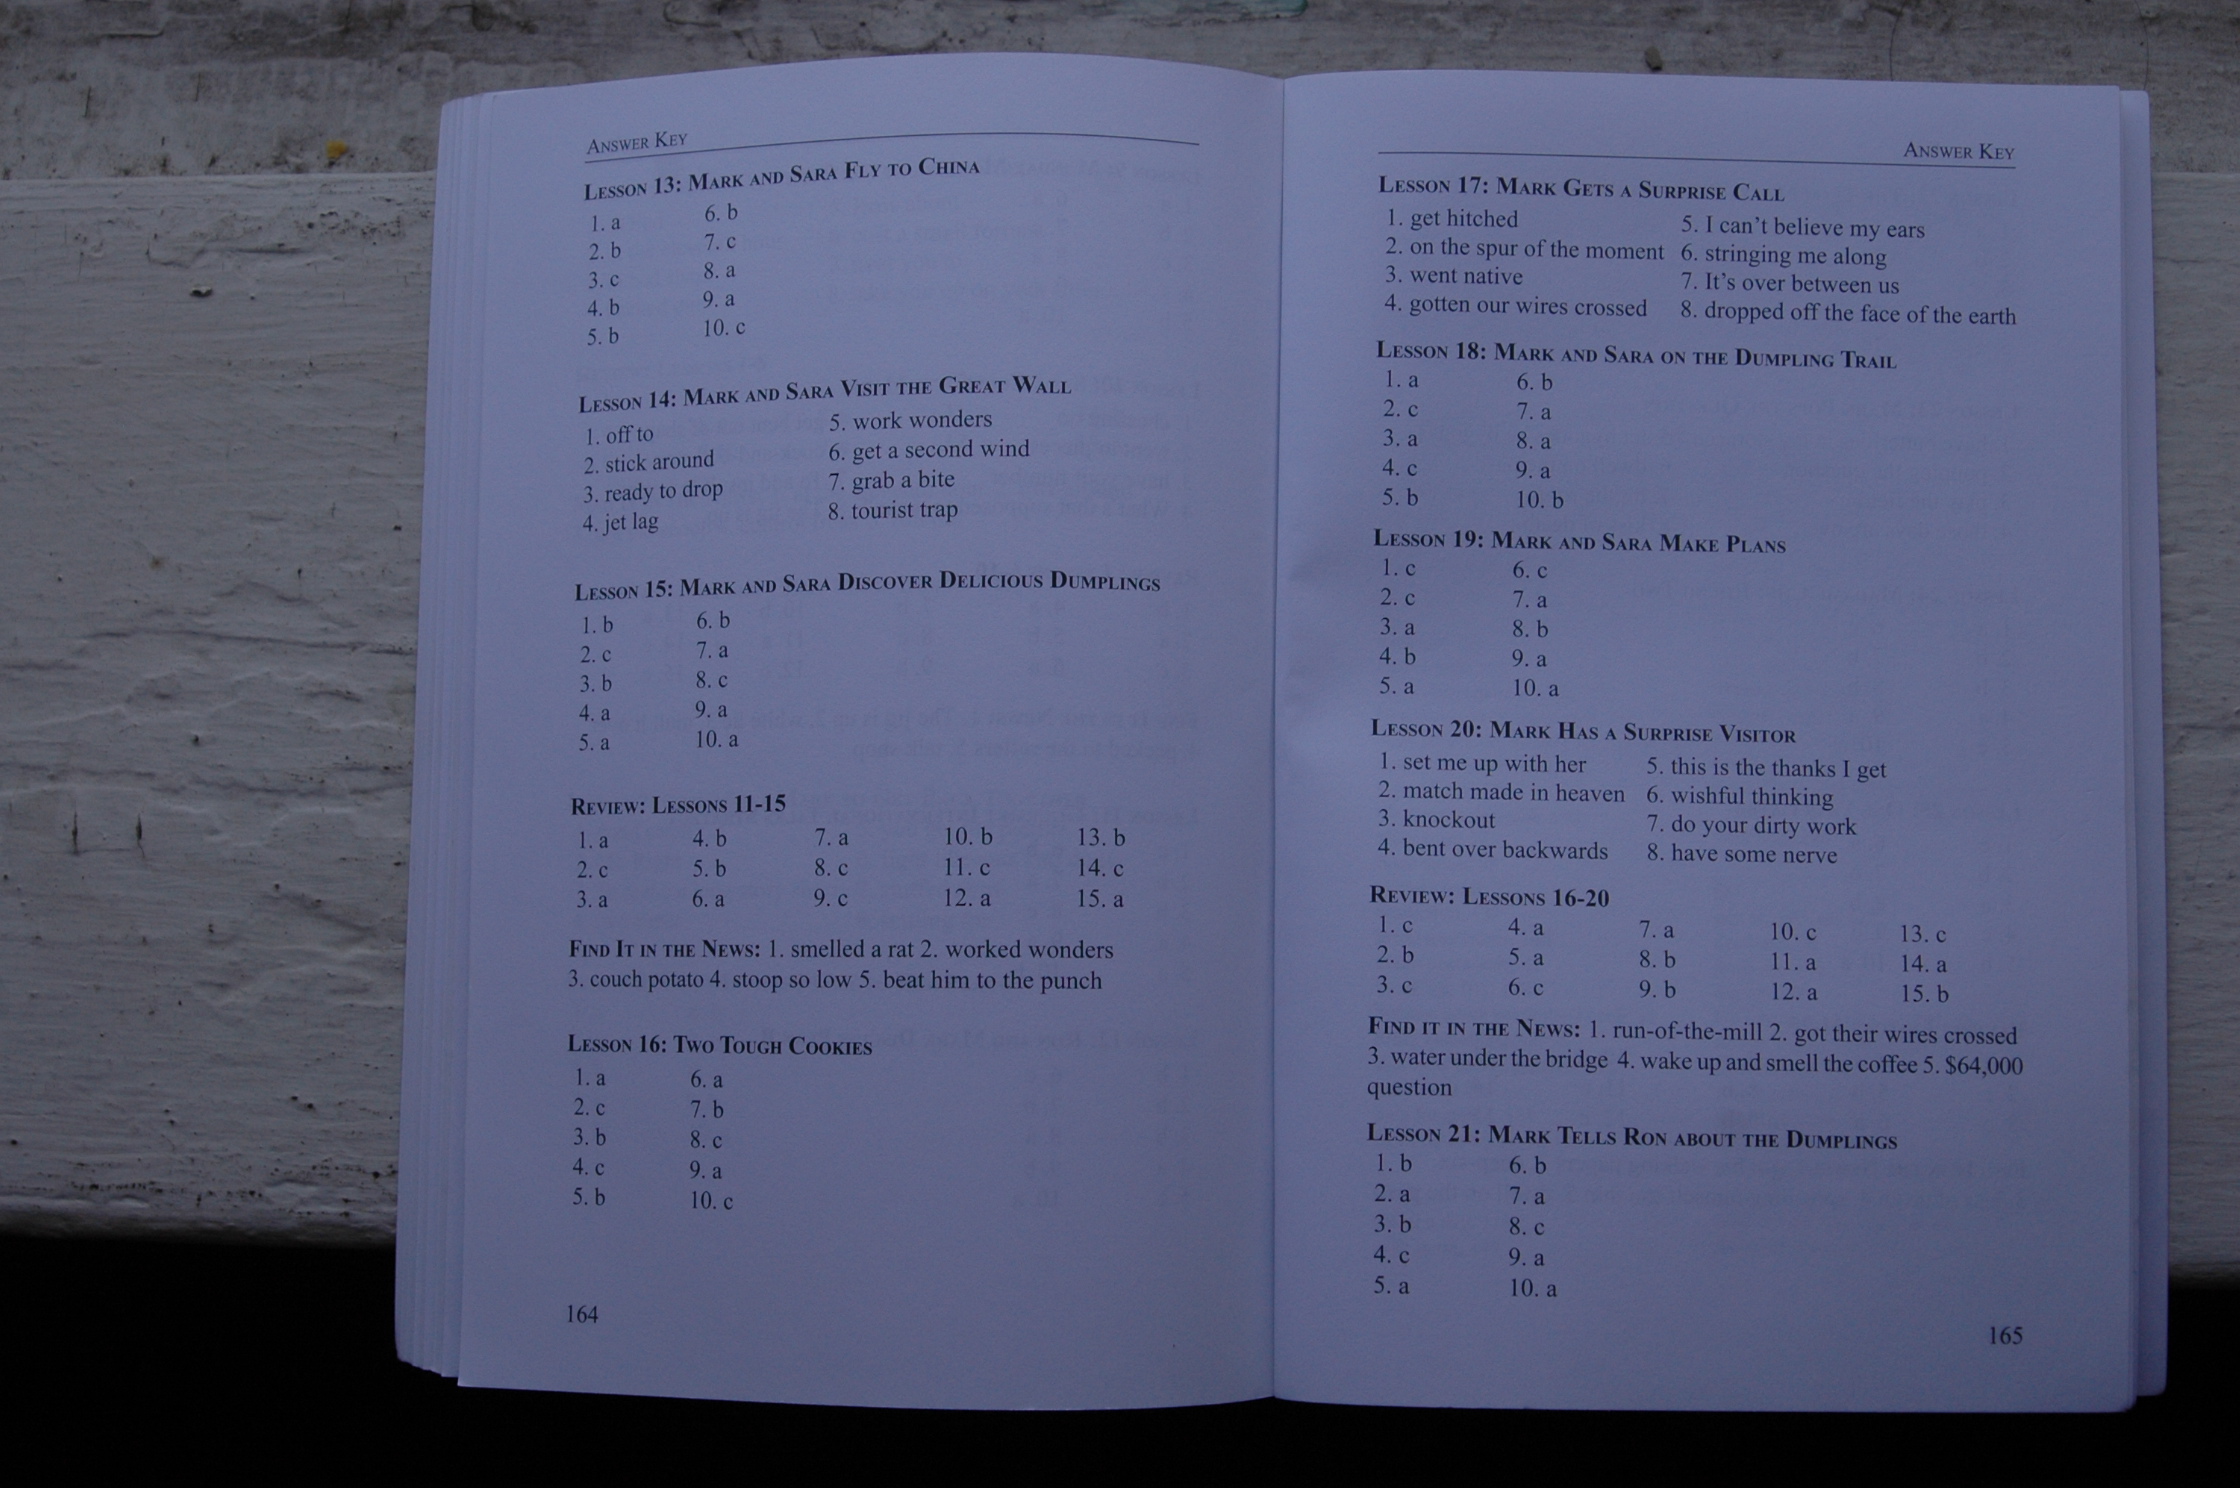 Answer Key
Lesson 13: Mark and Sara Fly to China
1. a 6. b
2. b 7. c
3. c 8. a
4. b 9. a
5. b 10. c
Lesson 14: Mark and Sara Visit the Great Wall
1. off to 5. work wonders
2. stick around 6. get a second wind
3. ready to drop 7. grab a bite
4. jet lag 8. tourist trap
Lesson 15: Mark and Sara Discover Delicious Dumplings
1. b 6. b
2. c 7. a
3. b 8. c
4. a 9. a
5. a 10. a
Review: Lessons 11-15
1. a 4. b 7. a 10. b 13. b
2. c 5. b 8. c 11. c 14. c
3. a 6. a 9. c 12. a 15. a
Find It in the News: 1. smelled a rat 2. worked wonders
3. couch potato 4. stoop so low 5. beat him to the punch
Lesson 16: Two Tough Cookies
1. a 6. a
2. c 7. b
3. b 8. c
4. c 9. a
5. b 10. c
164
Answer Key
Lesson 17: Mark Gets a Surprise Call
1. get hitched 5. I can't believe my ears
2. on the spur of the moment 6. stringing me along
3. went native 7. It's over between us
4. gotten our wires crossed 8. dropped off the face of the earth
Lesson 18: Mark and Sara on the Dumpling Trail
1. a 6. b
2. c 7. a
3. a 8. a
4. c 9. a
5. b 10. b
Lesson 19: Mark and Sara Make Plans
1. c 6. c
2. c 7. a
3. a 8. b
4. b 9. a
5. a 10. a
Lesson 20: Mark Has a Surprise Visitor
1. set me up with her 5. this is the thanks I get
2. match made in heaven 6. wishful thinking
3. knockout 7. do your dirty work
4. bent over backwards 8. have some nerve
Review: Lessons 16-20
1. c 4. a 7. a 10. c 13. c
2. b 5. a 8. b 11. a 14. a
3. c 6. c 9. b 12. a 15. b
Find it in the News: 1. run-of-the-mill 2. got their wires crossed
3. water under the bridge 4. wake up and smell the coffee 5. $64,000
question
Lesson 21: Mark Tells Ron about the Dumplings
1. b 6. b
2. a 7. a
3. b 8. c
4. c 9. a
5. a 10. a
165